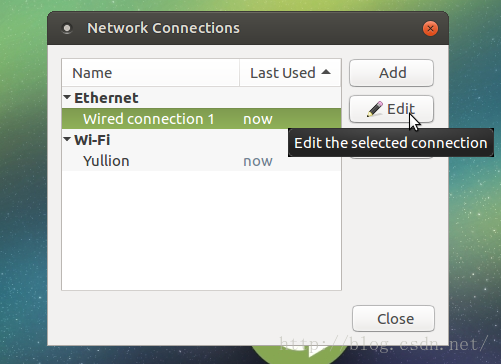 Network Connections
Name Last Used
Add
Ethernet
Edit
Wired connection 1 now
Wi-Fi
Edit the selected connection
Yullion now
Close
http://blog.csdn.net/